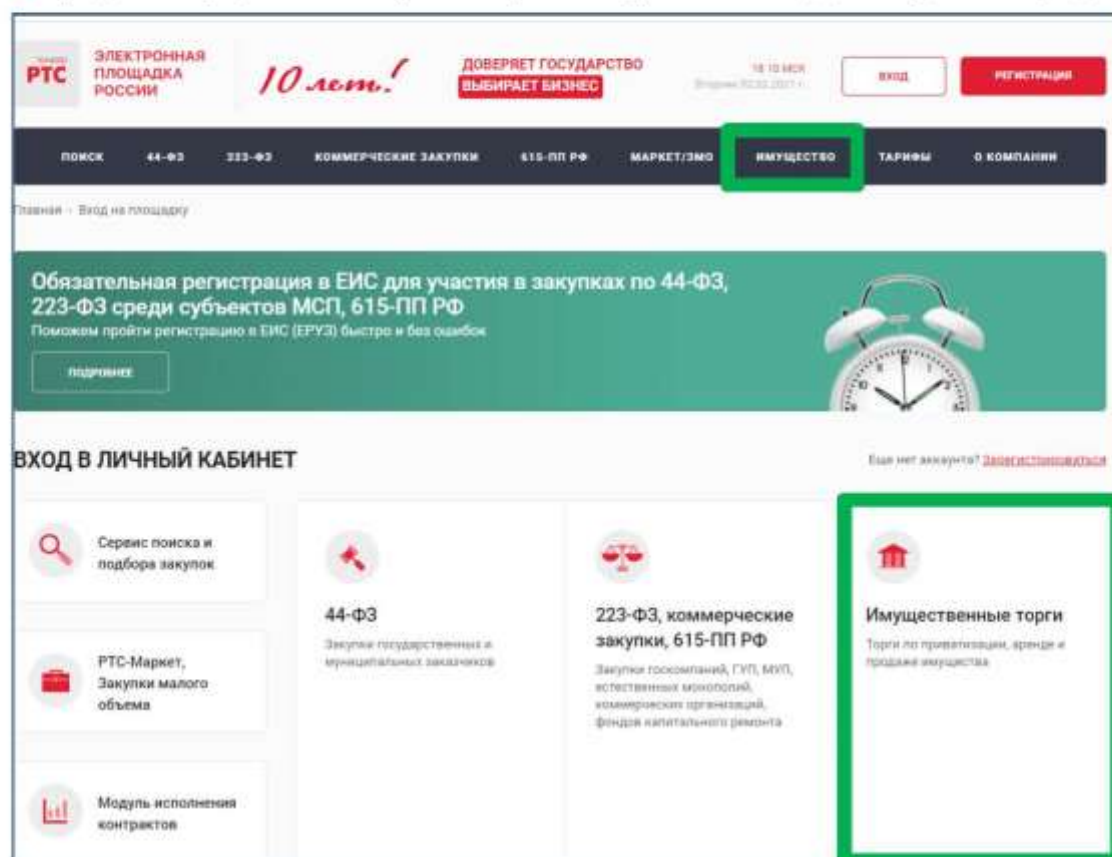 РТС
ЭЛЕКТРОННАЯ
ПЛОЩАДКА
РОССИИ
10 лет!
ДОВЕРЯЕТ ГОСУДАРСТВО
ВЫБИРАЕТ БИЗНЕС
ВХОД
РЕГИСТРАЦИЯ
ПОИСК 44-ФЗ 223-ФЗ КОММЕРЧЕСКИЕ ЗАКУПКИ 615-ПП РФ МАРКЕТ/ЗМО ИМУЩЕСТВО ТАРИФЫ О КОМПАНИИ
Главная - Вход на площадку
Обязательная регистрация в ЕИС для участия в закупках по 44-ФЗ,
223-ФЗ среди субъектов МСП, 615-ПП РФ
Поможем пройти регистрацию в ЕИС (ЕРУЗ) быстро и без ошибок
ПОДРОБНЕЕ
ВХОД В ЛИЧНЫЙ КАБИНЕТ
Еще нет аккаунта? Зарегистрироваться
Сервис поиска и
подбора закупок
РТС-Маркет,
Закупки малого
объема
Модуль исполнения
контрактов
44-ФЗ
Закупки государственных и
муниципальных заказчиков
223-ФЗ, коммерческие
закупки, 615-ПП РФ
Закупки госкомпаний, ГУП, МУП,
естественных монополий,
коммерческих организаций,
фондов капитального ремонта
Имущественные торги
Торги по приватизации, аренде и
продаже имущества